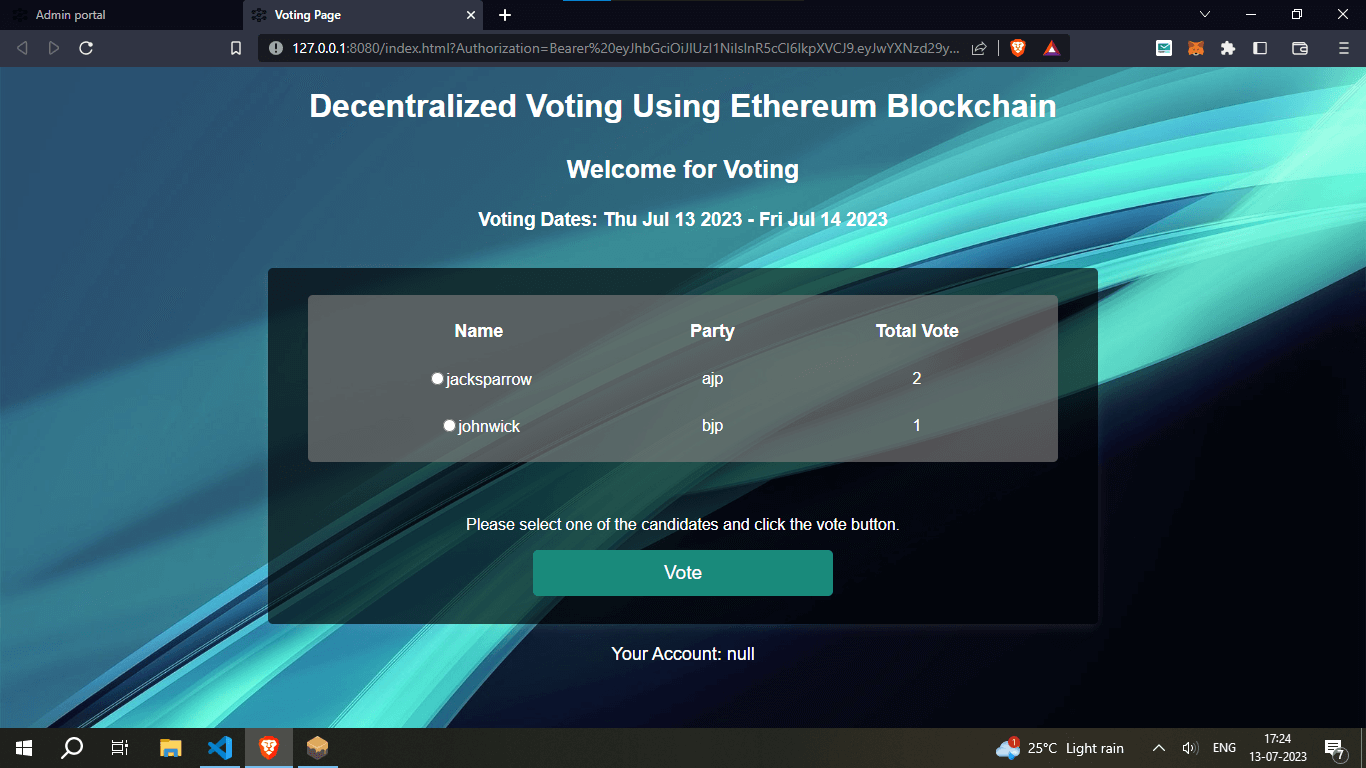 Admin portal
Voting Page
127.0.0.1:8080/index.html?Authorization=Bearer%20eyJhbGciOiJIUzI1NiIsInR5cCI6IkpXVCJ9.eyJwYXNzd29y...
Decentralized Voting Using Ethereum Blockchain
Welcome for Voting
Voting Dates: Thu Jul 13 2023 - Fri Jul 14 2023
Name Party Total Vote
jacksparrow ajp 2
johnwick bjp 1
Please select one of the candidates and click the vote button.
Vote
Your Account: null
1
25°C Light rain
ENG
17:24
13-07-2023
7